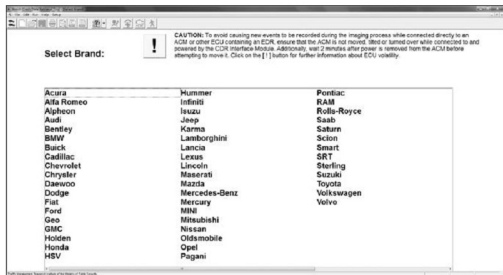 Select Brand:
!
CAUTION: To avoid causing new events to be recorded during the imaging process while connected directly to an
ACM or other ECU containing an EDR, ensure that the ACM is not moved, tilted or turned over while connected to and
powered by the CDR Interface Module. Additionally, wait 2 minutes after power is removed from the ACM before
attempting to move it. Click on the [ ! ] button for further information about ECU volatility.
Acura
Alfa Romeo
Alpheon
Audi
Bentley
BMW
Buick
Cadillac
Chevrolet
Chrysler
Daewoo
Dodge
Fiat
Ford
Geo
GMC
Holden
Honda
HSV
Hummer
Infiniti
Isuzu
Jeep
Karma
Lamborghini
Lancia
Lexus
Lincoln
Maserati
Mazda
Mercedes-Benz
Mercury
MINI
Mitsubishi
Nissan
Oldsmobile
Opel
Pagani
Pontiac
RAM
Rolls-Royce
Saab
Saturn
Scion
Smart
SRT
Sterling
Suzuki
Toyota
Volkswagen
Volvo